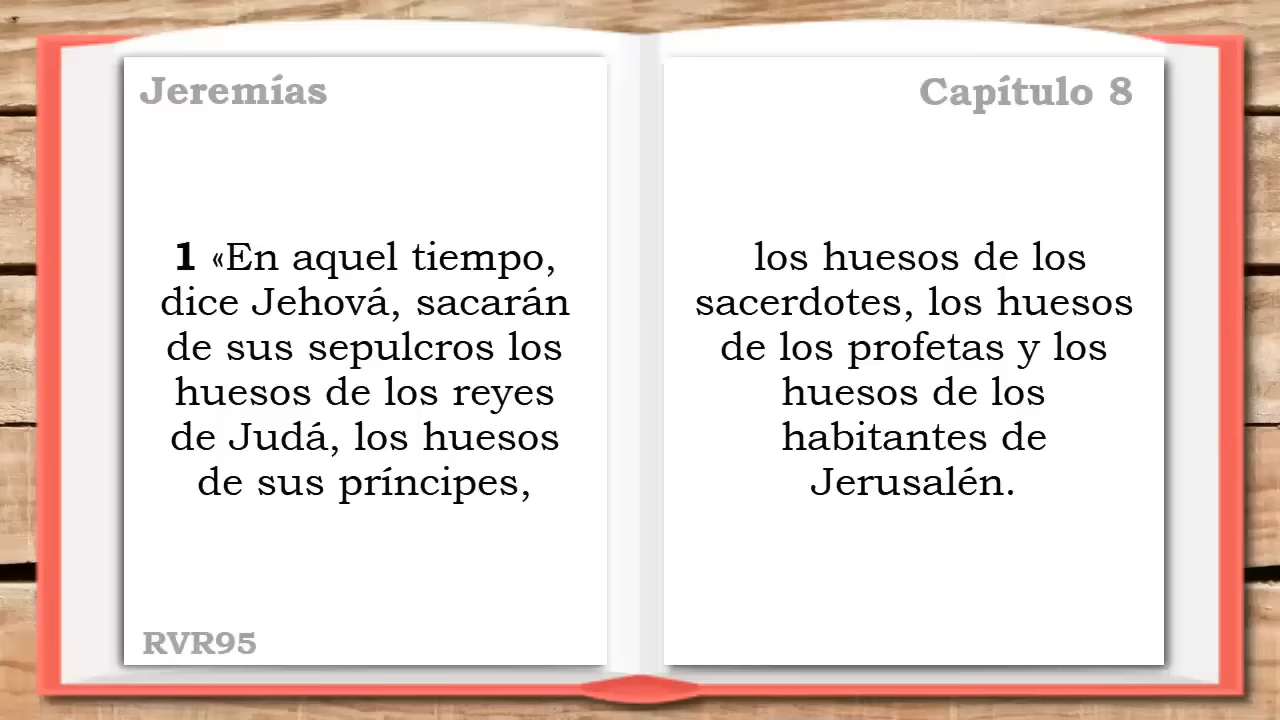 Jeremías
1 «En aquel tiempo,
dice Jehová, sacarán
de sus sepulcros los
huesos de los reyes
de Judá, los huesos
de sus príncipes,
RVR95
Capítulo 8
los huesos de los
sacerdotes, los huesos
de los profetas y los
huesos de los
habitantes de
Jerusalén.